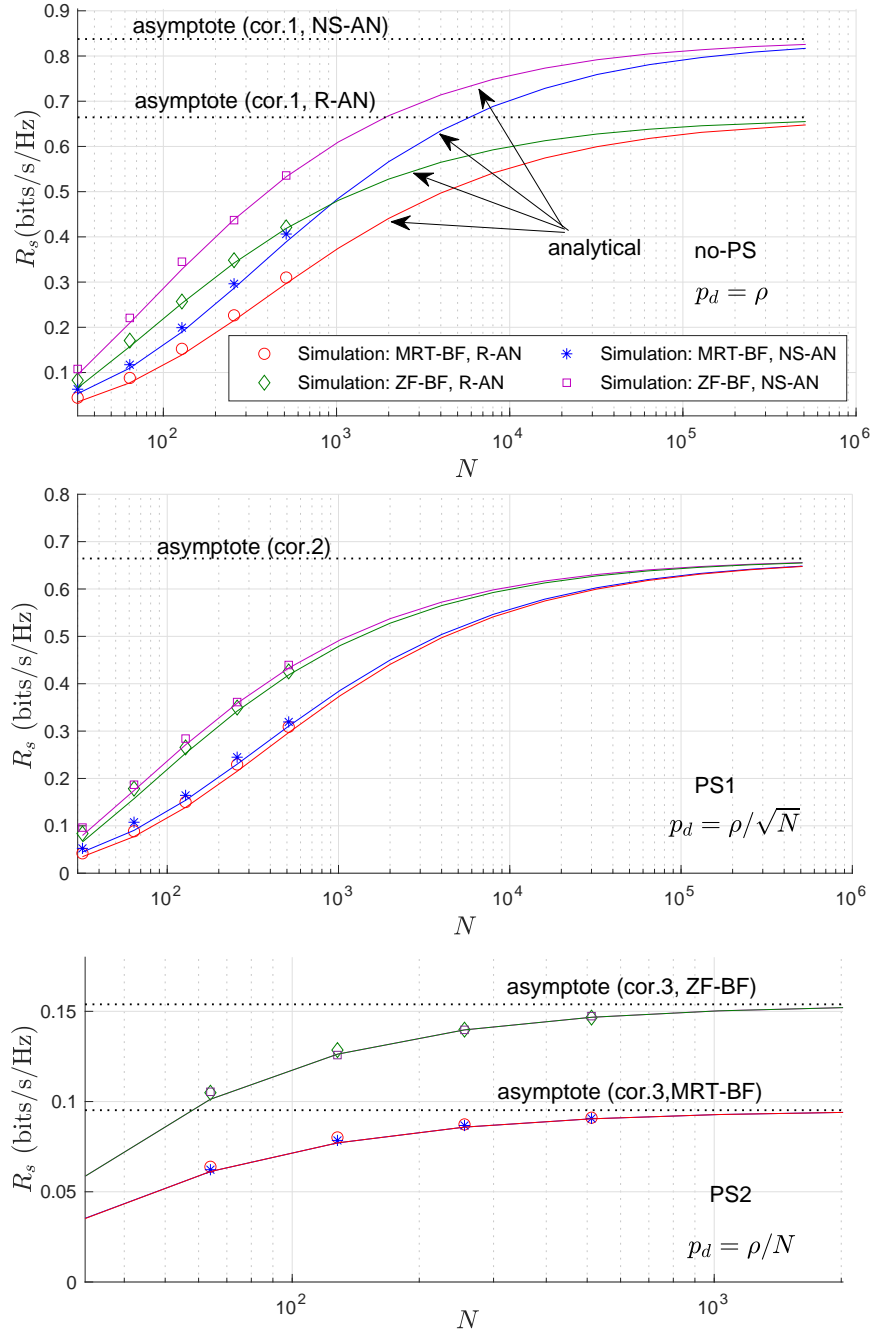 0.9
asymptote (cor.1, NS-AN)
0.8
0.7
asymptote (cor.1, R-AN)
0.6
0.5
0.4
0.3
0.2
0.1
R_s(bits/s/Hz)
analytical
no-PS
p_d = ρ
Simulation: MRT-BF, R-AN
Simulation: MRT-BF, NS-AN
Simulation: ZF-BF, R-AN
Simulation: ZF-BF, NS-AN
10^2
10^3
10^4
10^5
10^6
N
0.8
0.7
asymptote (cor.2)
0.6
0.5
0.4
0.3
0.2
0.1
0
R_s (bits/s/Hz)
PS1
p_d = ρ/√N
10^2
10^3
10^4
10^5
10^6
N
asymptote (cor.3, ZF-BF)
0.15
asymptote (cor.3,MRT-BF)
0.1
0.05
0
R_s (bits/s/Hz)
PS2
p_d = ρ/N
10^2
10^3
N